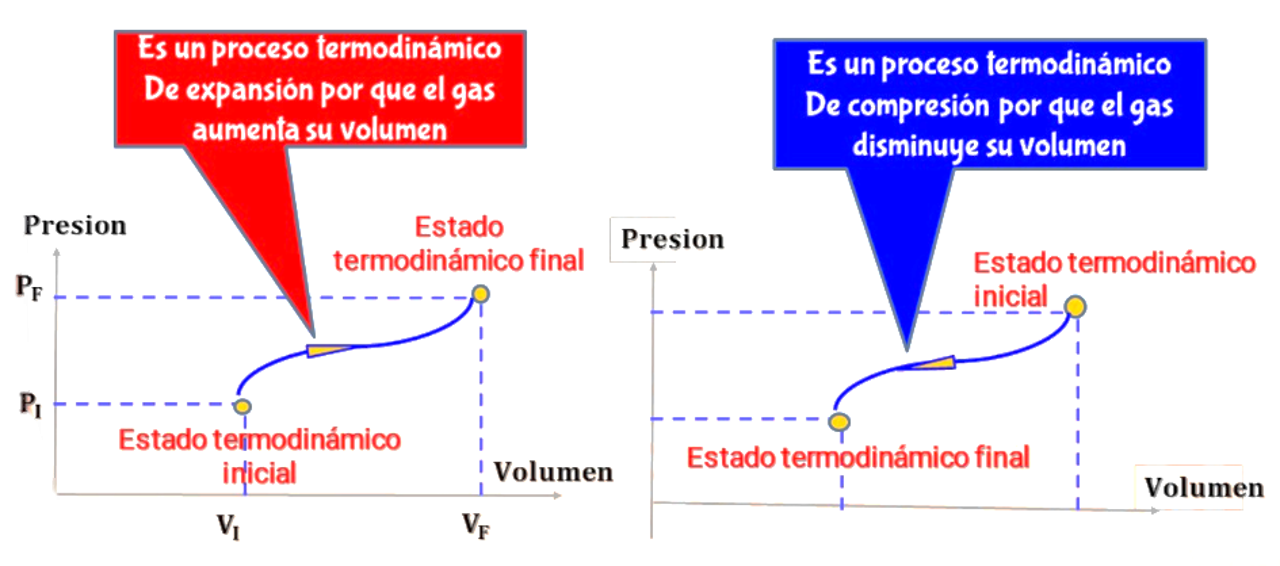 Es un proceso termodinámico
De expansión por que el gas
aumenta su volumen
Presion
Estado
termodinámico final
P_F
P_I
Estado termodinámico
inicial
Volumen
V_I
V_F
Es un proceso termodinámico
De compresión por que el gas
disminuye su volumen
Presion
Estado termodinámico
inicial
Estado termodinámico final
Volumen